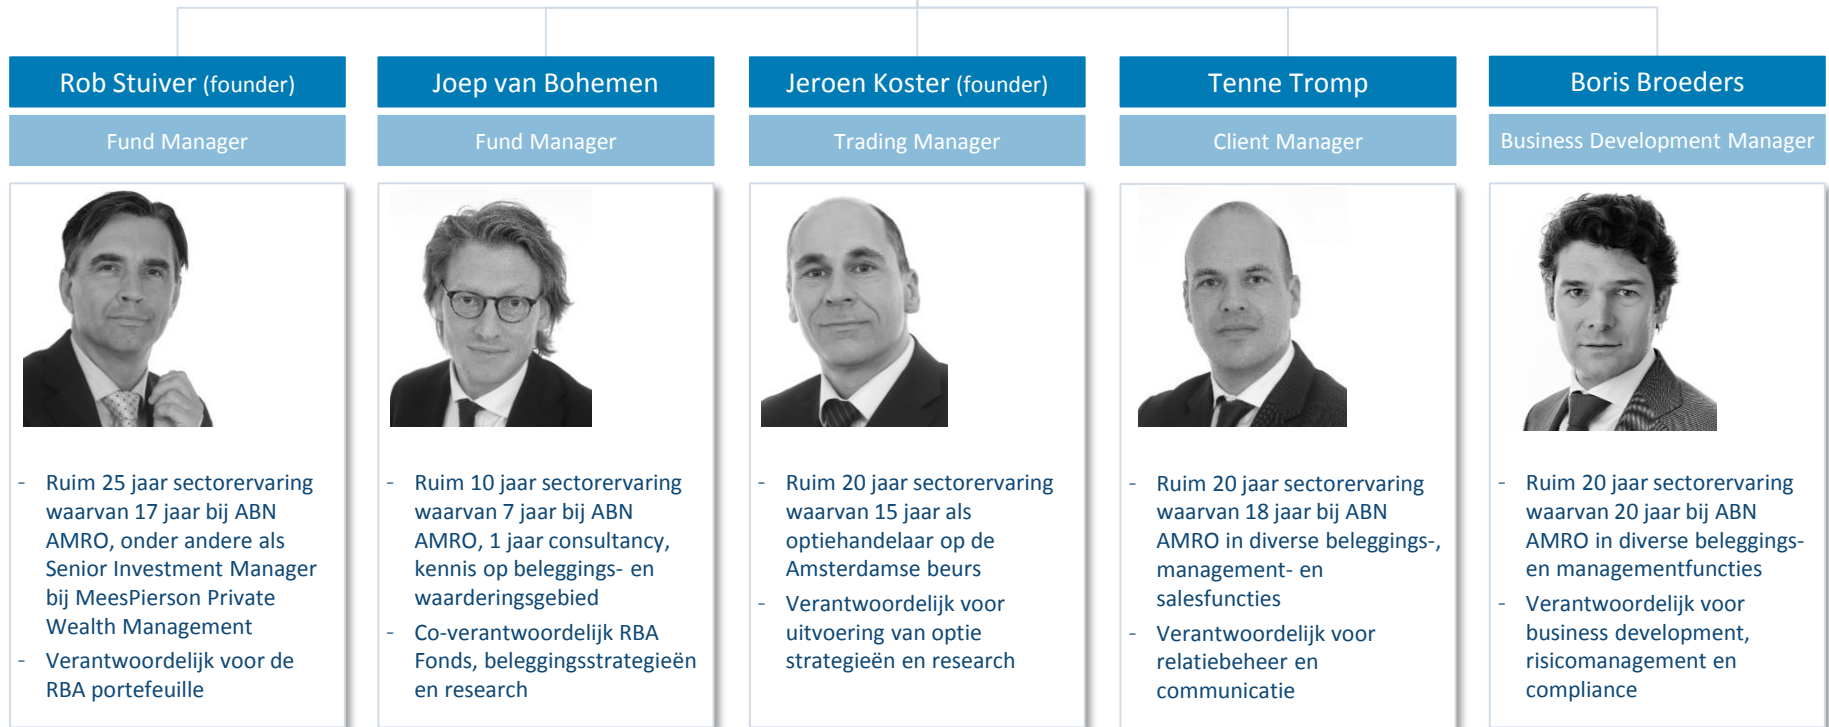 Rob Stuiver (founder)
Fund Manager
- Ruim 25 jaar sectorervaring
waarvan 17 jaar bij ABN
AMRO, onder andere als
Senior Investment Manager
bij MeesPierson Private
Wealth Management
- Verantwoordelijk voor de
RBA portefeuille
Joep van Bohemen
Fund Manager
- Ruim 10 jaar sectorervaring
waarvan 7 jaar bij ABN
AMRO, 1 jaar consultancy,
kennis op beleggings- en
waarderingsgebied
- Co-verantwoordelijk RBA
Fonds, beleggingsstrategieën
en research
Jeroen Koster (founder)
Trading Manager
- Ruim 20 jaar sectorervaring
waarvan 15 jaar als
optiehandelaar op de
Amsterdamse beurs
- Verantwoordelijk voor
uitvoering van optie
strategieën en research
Tenne Tromp
Client Manager
- Ruim 20 jaar sectorervaring
waarvan 18 jaar bij ABN
AMRO in diverse beleggings-,
management- en
salesfuncties
- Verantwoordelijk voor
relatiebeheer en
communicatie
Boris Broeders
Business Development Manager
- Ruim 20 jaar sectorervaring
waarvan 20 jaar bij ABN
AMRO in diverse beleggings-
en managementfuncties
- Verantwoordelijk voor
business development,
risicomanagement en
compliance